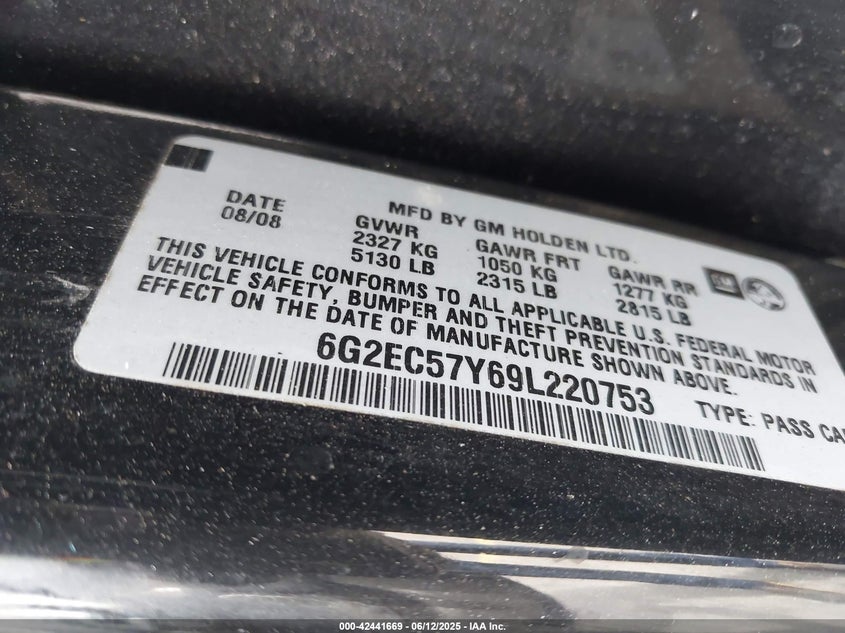 DATE
08/08
MFD BY GM HOLDEN LTD.
GVWR
2327 KG
5130 LB
GAWR FRT
1050 KG
2315 LB
GAWR RR
1277 KG
2815 LB
GM
THIS VEHICLE CONFORMS TO ALL APPLICABLE U.S. FEDERAL MOTOR
VEHICLE SAFETY, BUMPER AND THEFT PREVENTION STANDARDS IN
EFFECT ON THE DATE OF MANUFACTURE SHOWN ABOVE.
6G2EC57Y69L220753
TYPE: PASS CA
000-42441669 - 06/12/2025 - IAA Inc.